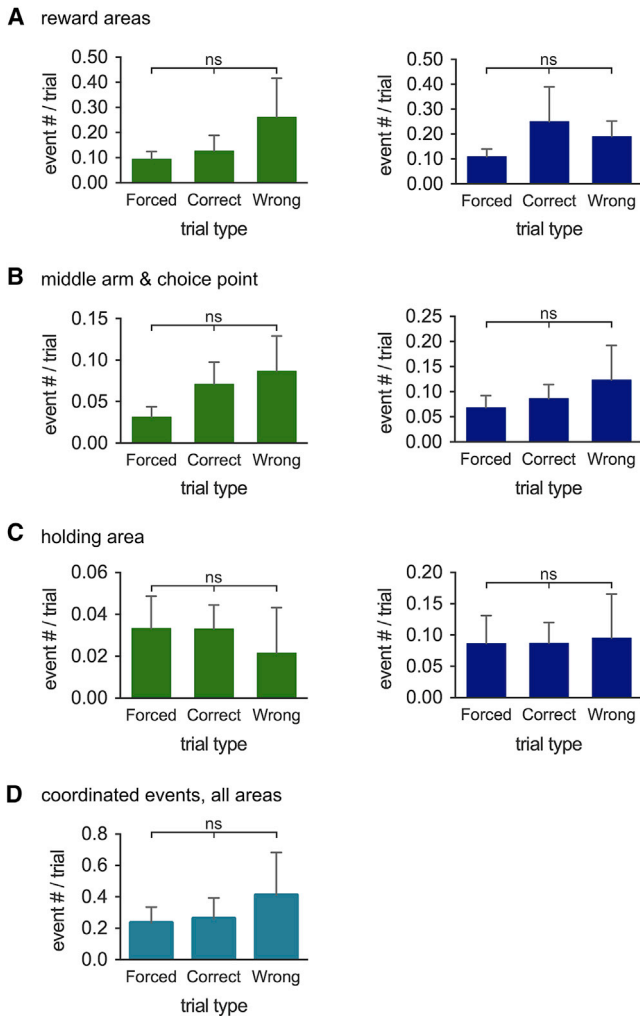 A reward areas
event # / trial
0.50
0.40
0.30
0.20
0.10
0.00
ns
Forced Correct Wrong
trial type
event # / trial
0.50
0.40
0.30
0.20
0.10
0.00
ns
Forced Correct Wrong
trial type
B middle arm & choice point
event # / trial
0.15
0.10
0.05
0.00
ns
Forced Correct Wrong
trial type
event # / trial
0.25
0.20
0.15
0.10
0.05
0.00
ns
Forced Correct Wrong
trial type
C holding area
event # / trial
0.06
0.04
0.02
0.00
ns
Forced Correct Wrong
trial type
event # / trial
0.20
0.15
0.10
0.05
0.00
ns
Forced Correct Wrong
trial type
D coordinated events, all areas
event # / trial
0.8
0.6
0.4
0.2
0.0
ns
Forced Correct Wrong
trial type